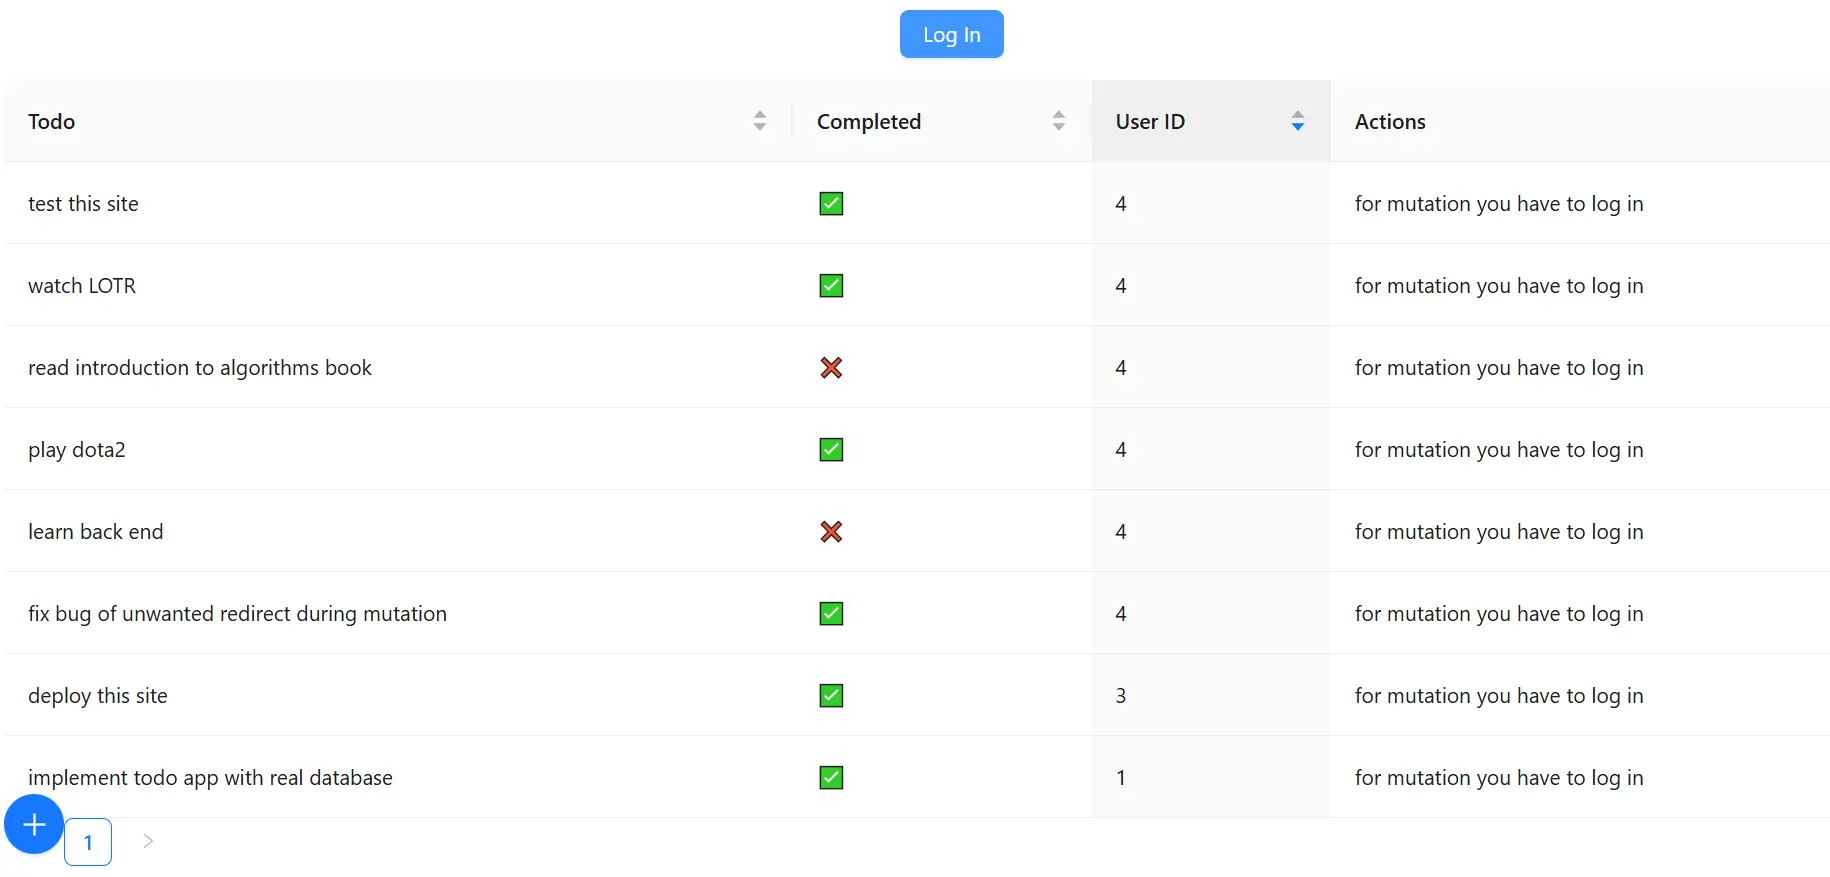 Log In
Todo Completed User ID Actions
test this site 4 for mutation you have to log in
watch LOTR 4 for mutation you have to log in
read introduction to algorithms book 4 for mutation you have to log in
play dota2 4 for mutation you have to log in
learn back end 4 for mutation you have to log in
fix bug of unwanted redirect during mutation 4 for mutation you have to log in
deploy this site 3 for mutation you have to log in
implement todo app with real database 1 for mutation you have to log in
1